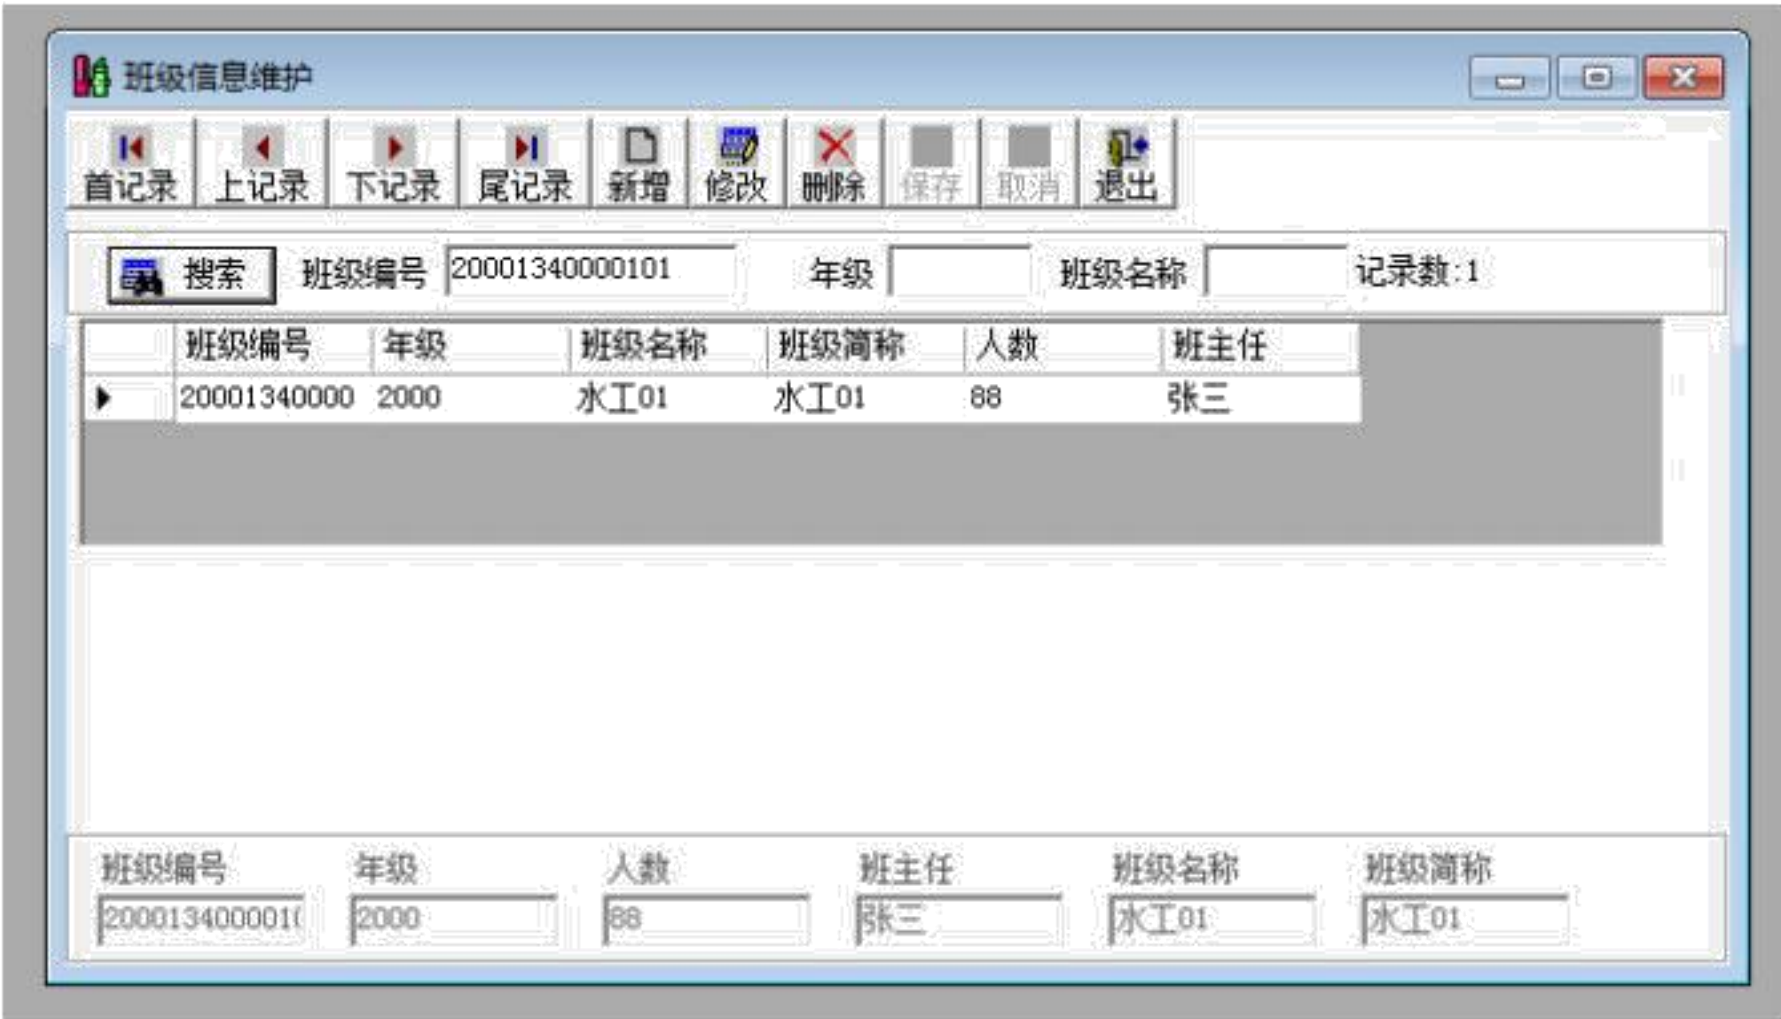 班级信息维护
首记录 上记录 下记录 尾记录 新增 修改 删除 保存 取消 退出
搜索 班级编号 20001340000101 年级 班级名称 记录数:1
班级编号 年级 班级名称 班级简称 人数 班主任
20001340000 2000 水工01 水工01 88 张三
班级编号 年级 人数 班主任 班级名称 班级简称
2000134000010 2000 88 张三 水工01 水工01